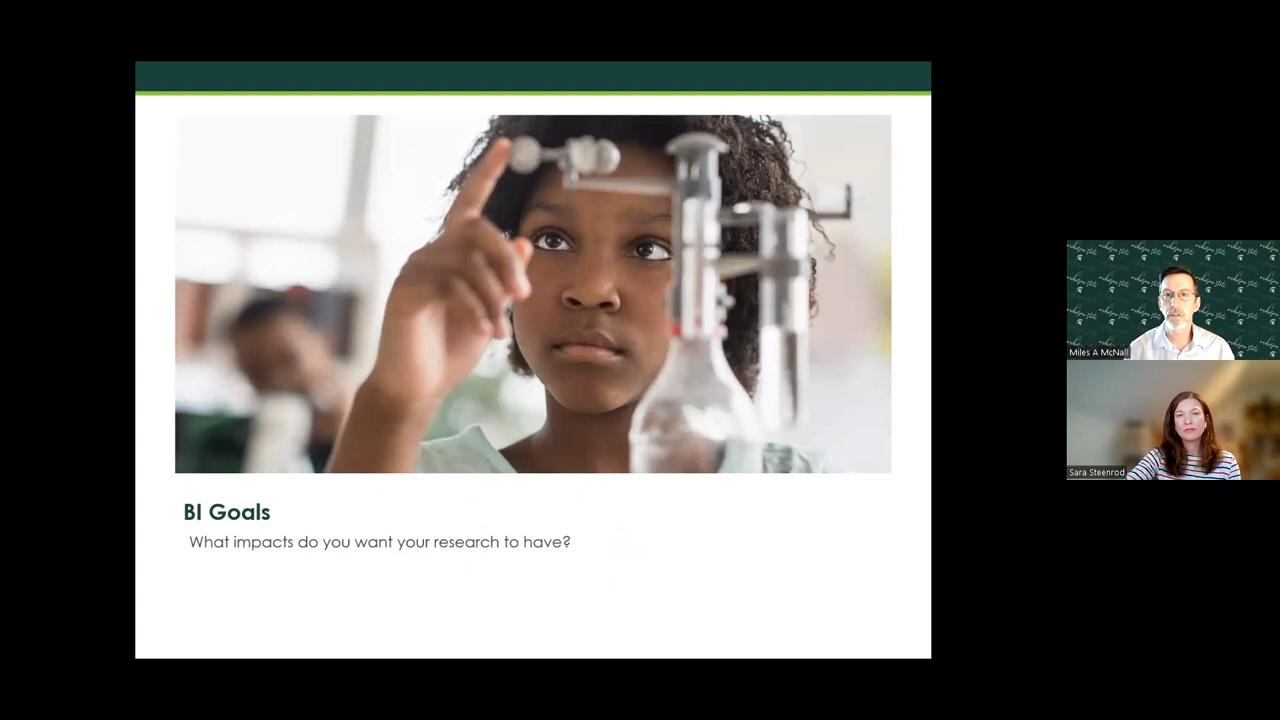 BI Goals
What impacts do you want your research to have?
Miles A McNall
Sara Steenrod